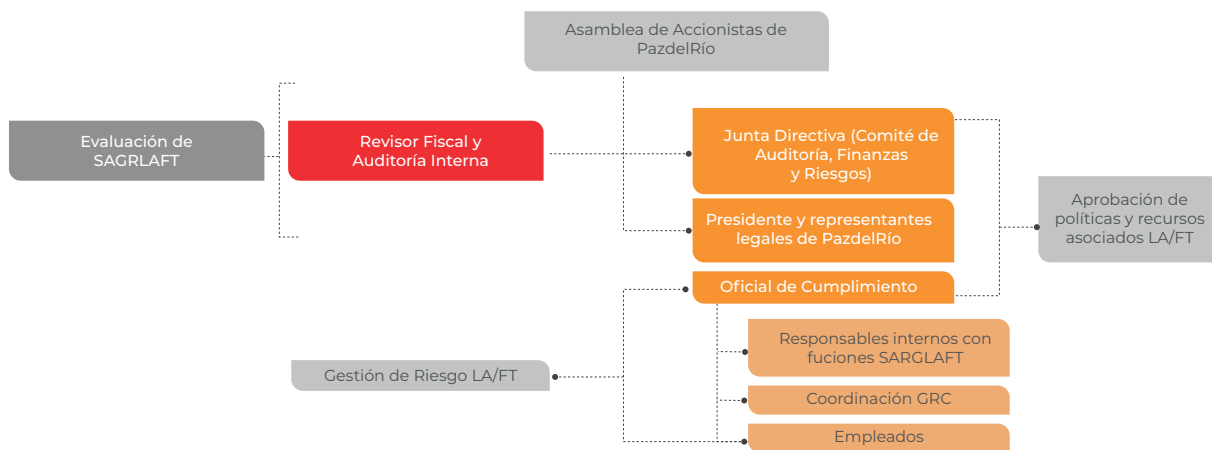 Asamblea de Accionistas de
PazdelRío
Evaluación de
SAGRLAFT
Revisor Fiscal y
Auditoría Interna
Junta Directiva (Comité de
Auditoría, Finanzas
y Riesgos)
Presidente y representantes
legales de PazdelRío
Aprobación de
políticas y recursos
asociados LA/FT
Oficial de Cumplimiento
Responsables internos con
fuciones SARGLAFT
Gestión de Riesgo LA/FT
Coordinación GRC
Empleados